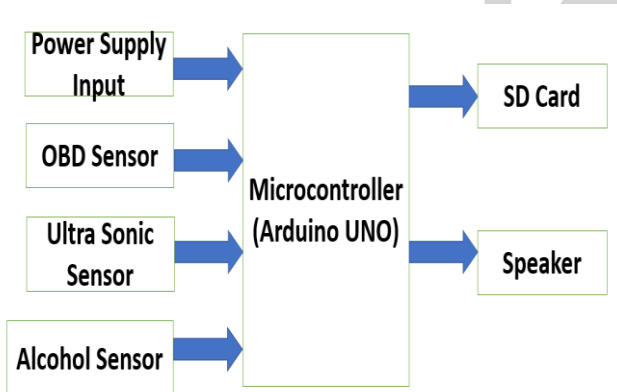 Power Supply
Input
OBD Sensor
Ultra Sonic
Sensor
Alcohol Sensor
Microcontroller
(Arduino UNO)
SD Card
Speaker